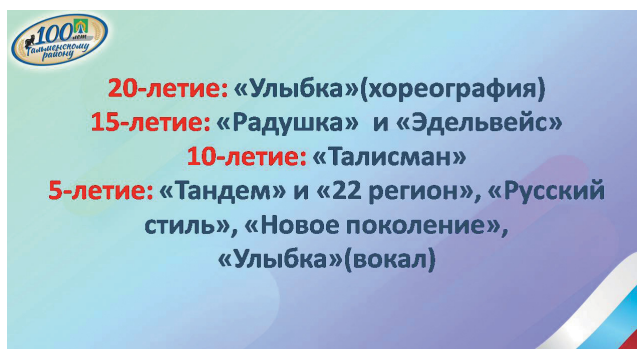 100 лет
Тальменскому
району
20-летие: «Улыбка»(хореография)
15-летие: «Радушка» и «Эдельвейс»
10-летие: «Талисман»
5-летие: «Тандем» и «22 регион», «Русский
стиль», «Новое поколение»,
«Улыбка»(вокал)